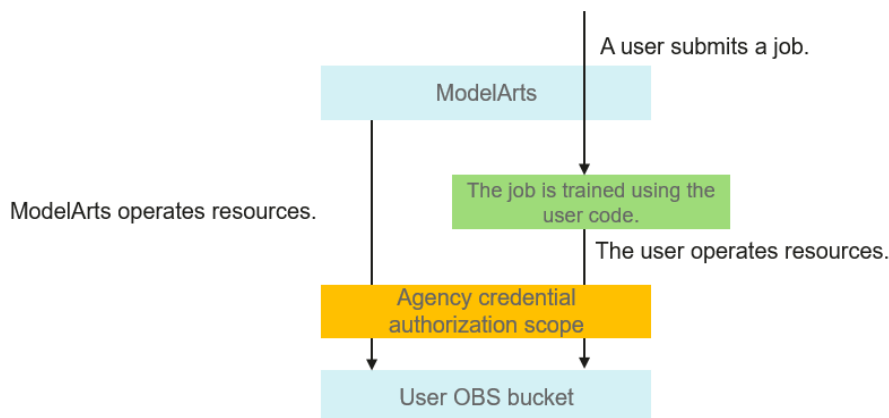 A user submits a job.
ModelArts
The job is trained using the
user code.
ModelArts operates resources.
The user operates resources.
Agency credential
authorization scope
User OBS bucket